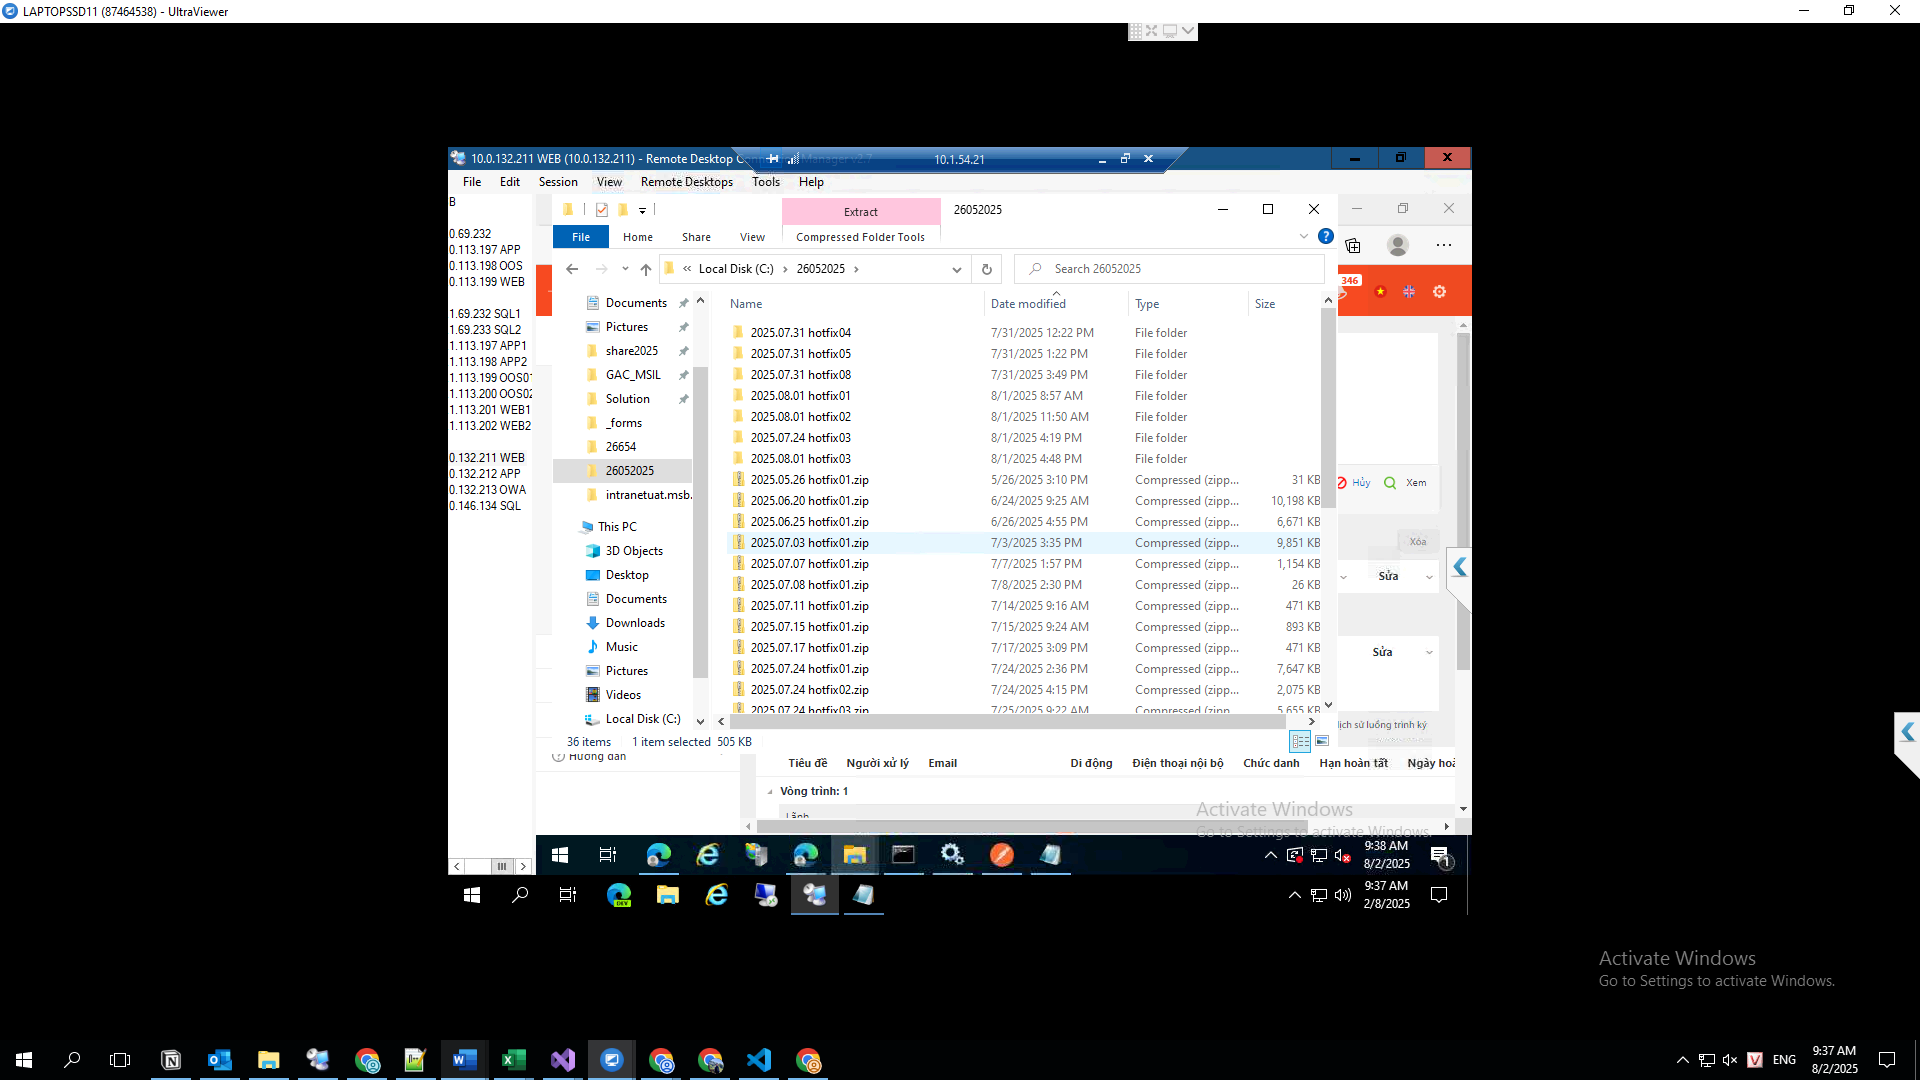 LAPTOPSSD11 (87464538) - UltraViewer
10.0.132.211 WEB (10.0.132.211) - Remote Desktop Connection Manager v2.7
10.1.54.21
File Edit Session View Remote Desktops Tools Help
B
0.69.232
0.113.197 APP
0.113.198 OOS
0.113.199 WEB
1.69.232 SQL1
1.69.233 SQL2
1.113.197 APP1
1.113.198 APP2
1.113.199 OOS01
1.113.200 OOS02
1.113.201 WEB1
1.113.202 WEB2
0.132.211 WEB
0.132.212 APP
0.132.213 OWA
0.146.134 SQL
Extract
26052025
File Home Share View Compressed Folder Tools
« Local Disk (C:) › 26052025 ›
Search 26052025
346
Documents
Pictures
share2025
GAC_MSIL
Solution
_forms
26654
26052025
intranetuat.msb.
This PC
3D Objects
Desktop
Documents
Downloads
Music
Pictures
Videos
Local Disk (C:)
Name Date modified Type Size
2025.07.31 hotfix04 7/31/2025 12:22 PM File folder
2025.07.31 hotfix05 7/31/2025 1:22 PM File folder
2025.07.31 hotfix08 7/31/2025 3:49 PM File folder
2025.08.01 hotfix01 8/1/2025 8:57 AM File folder
2025.08.01 hotfix02 8/1/2025 11:50 AM File folder
2025.07.24 hotfix03 8/1/2025 4:19 PM File folder
2025.08.01 hotfix03 8/1/2025 4:48 PM File folder
2025.05.26 hotfix01.zip 5/26/2025 3:10 PM Compressed (zipp... 31 KB
2025.06.20 hotfix01.zip 6/24/2025 9:25 AM Compressed (zipp... 10,198 KB
2025.06.25 hotfix01.zip 6/26/2025 4:55 PM Compressed (zipp... 6,671 KB
2025.07.03 hotfix01.zip 7/3/2025 3:35 PM Compressed (zipp... 9,851 KB
2025.07.07 hotfix01.zip 7/7/2025 1:57 PM Compressed (zipp... 1,154 KB
2025.07.08 hotfix01.zip 7/8/2025 2:30 PM Compressed (zipp... 26 KB
2025.07.11 hotfix01.zip 7/14/2025 9:16 AM Compressed (zipp... 471 KB
2025.07.15 hotfix01.zip 7/15/2025 9:24 AM Compressed (zipp... 893 KB
2025.07.17 hotfix01.zip 7/17/2025 3:09 PM Compressed (zipp... 471 KB
2025.07.24 hotfix01.zip 7/24/2025 2:36 PM Compressed (zipp... 7,647 KB
2025.07.24 hotfix02.zip 7/24/2025 4:15 PM Compressed (zipp... 2,075 KB
2025.07.24 hotfix03.zip 7/25/2025 9:22 AM Compressed (zipp... 5,655 KB
36 items 1 item selected 505 KB
Hủy Xem
Xóa
Sửa
Sửa
lịch sử luồng trình ký
Hướng dẫn
Tiêu đề Người xử lý Email Di động Điện thoại nội bộ Chức danh Hạn hoàn tất Ngày hoà
Vòng trình: 1
Lãnh
Activate Windows
Go to Settings to activate Windows.
9:38 AM
8/2/2025
1
DEV
9:37 AM
2/8/2025
Activate Windows
Go to Settings to activate Windows.
ENG
9:37 AM
8/2/2025